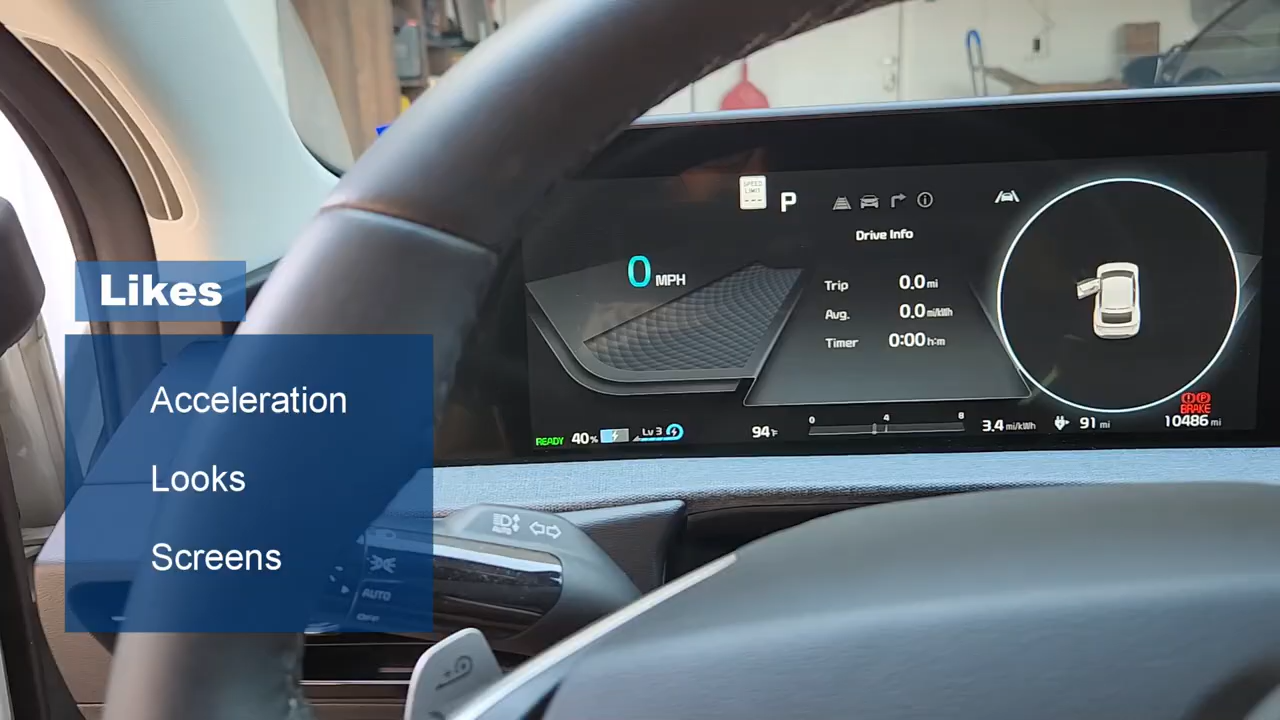 Likes
Acceleration
Looks
Screens
SPEED
LIMIT
---
P
Drive Info
0 MPH
Trip 0.0 mi
Avg. 0.0 mi/kWh
Timer 0:00 h:m
READY 40% Lv 3
94°F
0 4 8
3.4 mi/kWh
91 mi
BRAKE
10486 mi
AUTO
AUTO
OFF